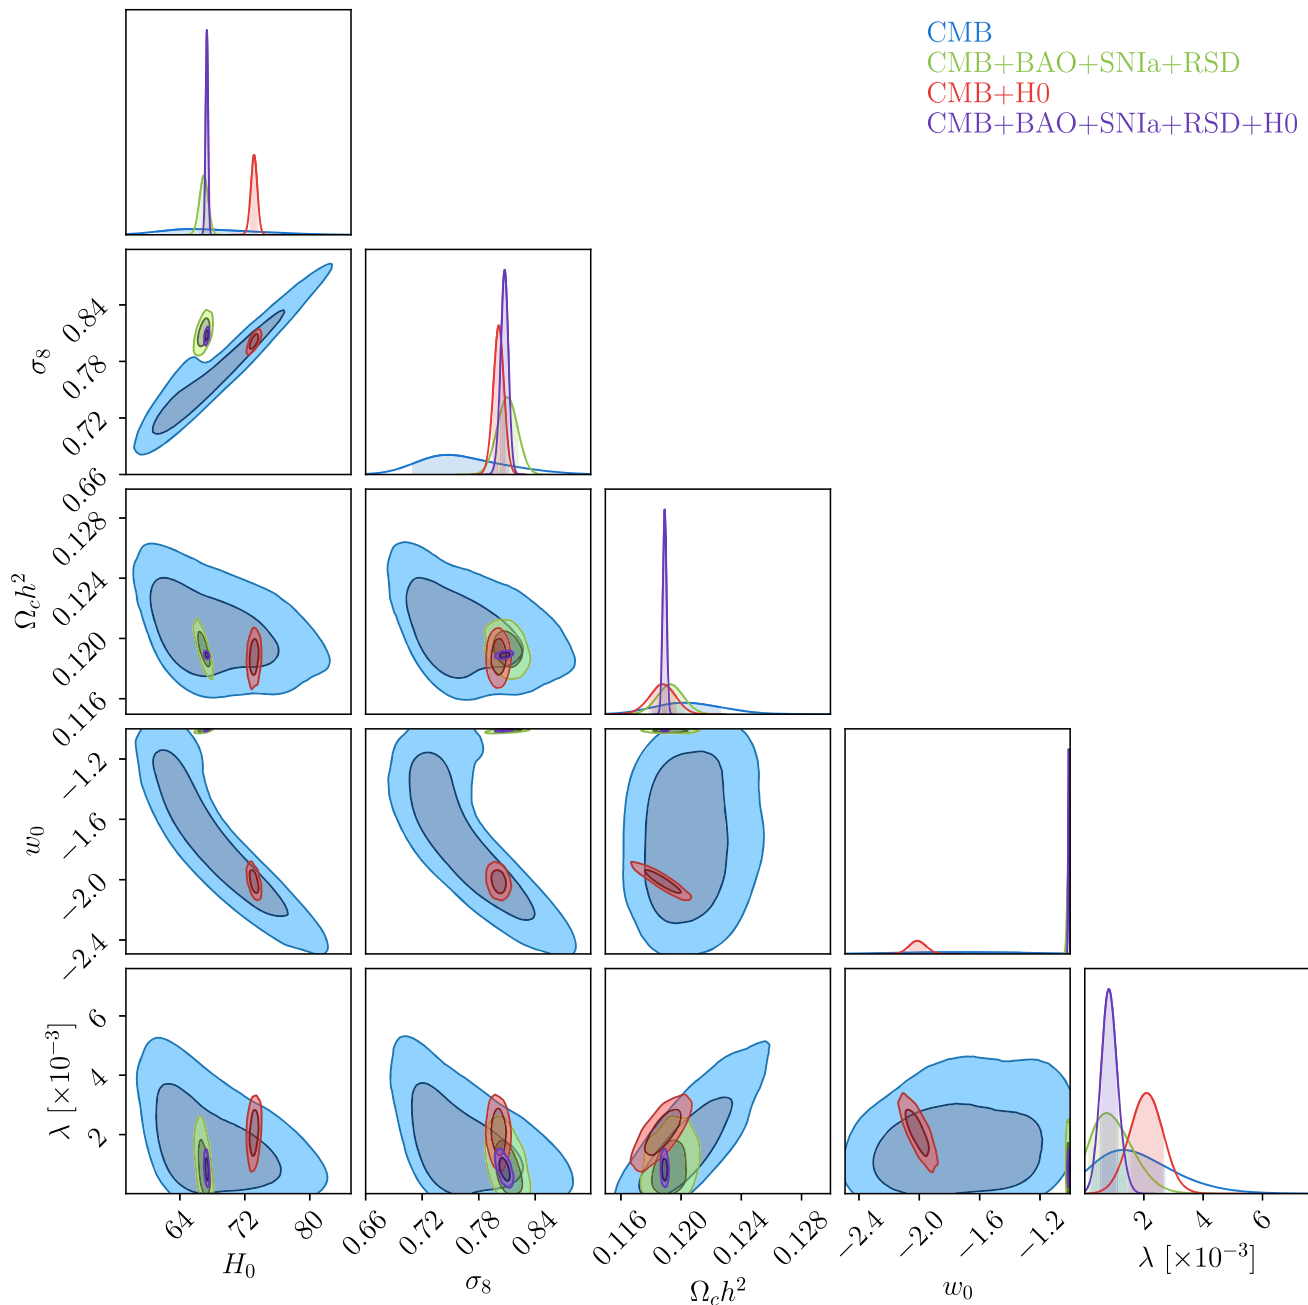 CMB
CMB+BAO+SNIa+RSD
CMB+H0
CMB+BAO+SNIa+RSD+H0
σ₈
0.84
0.78
0.72
0.66
Ω_c h²
0.128
0.124
0.120
0.116
w₀
−1.2
−1.6
−2.0
−2.4
λ [×10⁻³]
6
4
2
64 72 80
0.66 0.72 0.78 0.84
0.116 0.120 0.124 0.128
−2.4 −2.0 −1.6 −1.2
2 4 6
H₀
σ₈
Ω_c h²
w₀
λ [×10⁻³]